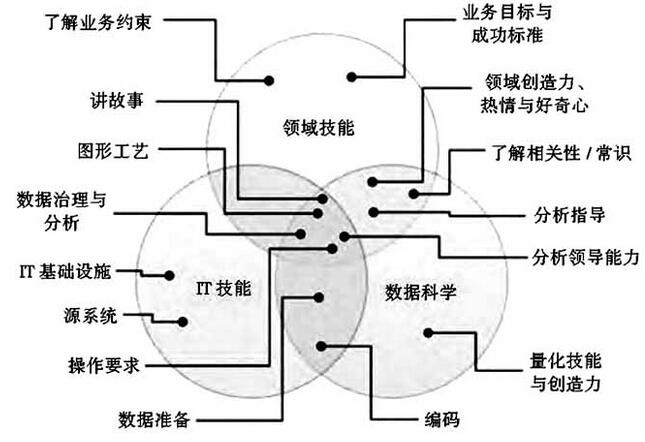 了解业务约束
业务目标与
成功标准
讲故事
领域创造力、
热情与好奇心
领域技能
图形工艺
了解相关性 / 常识
数据治理与
分析
分析指导
IT 基础设施
IT 技能
数据科学
分析领导能力
源系统
操作要求
量化技能
与创造力
数据准备
编码